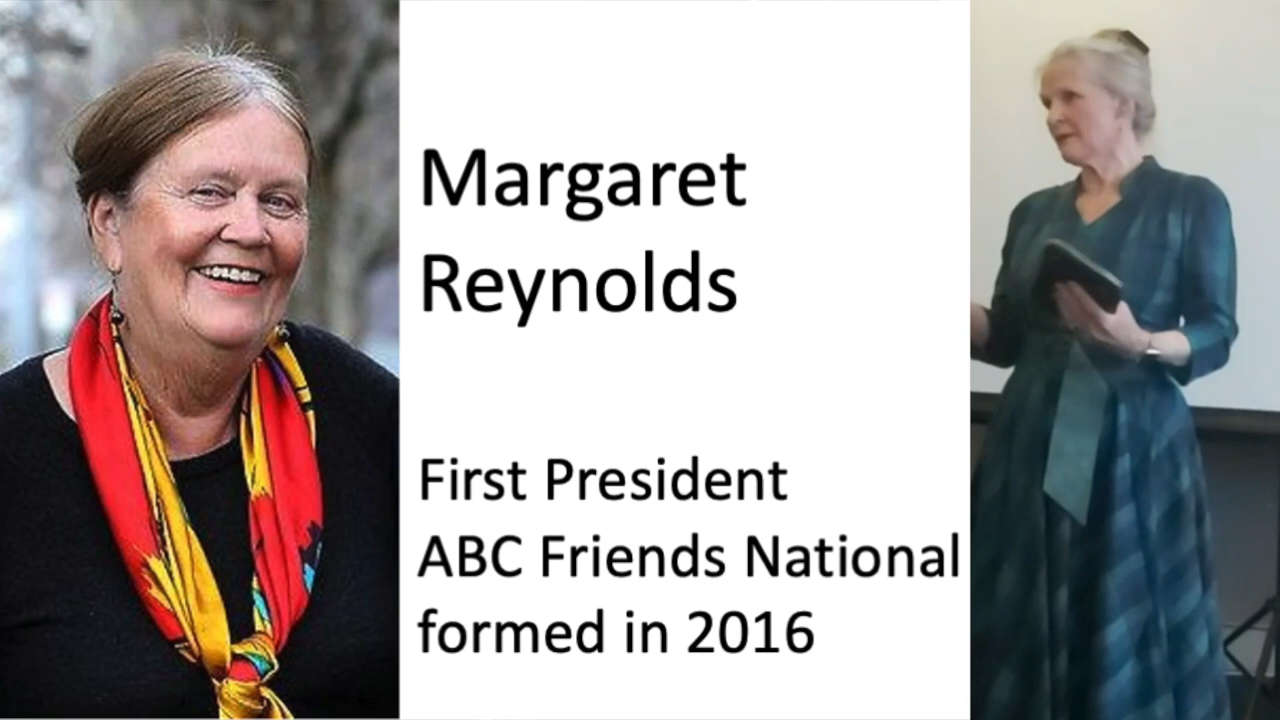 Margaret
Reynolds
First President
ABC Friends National
formed in 2016